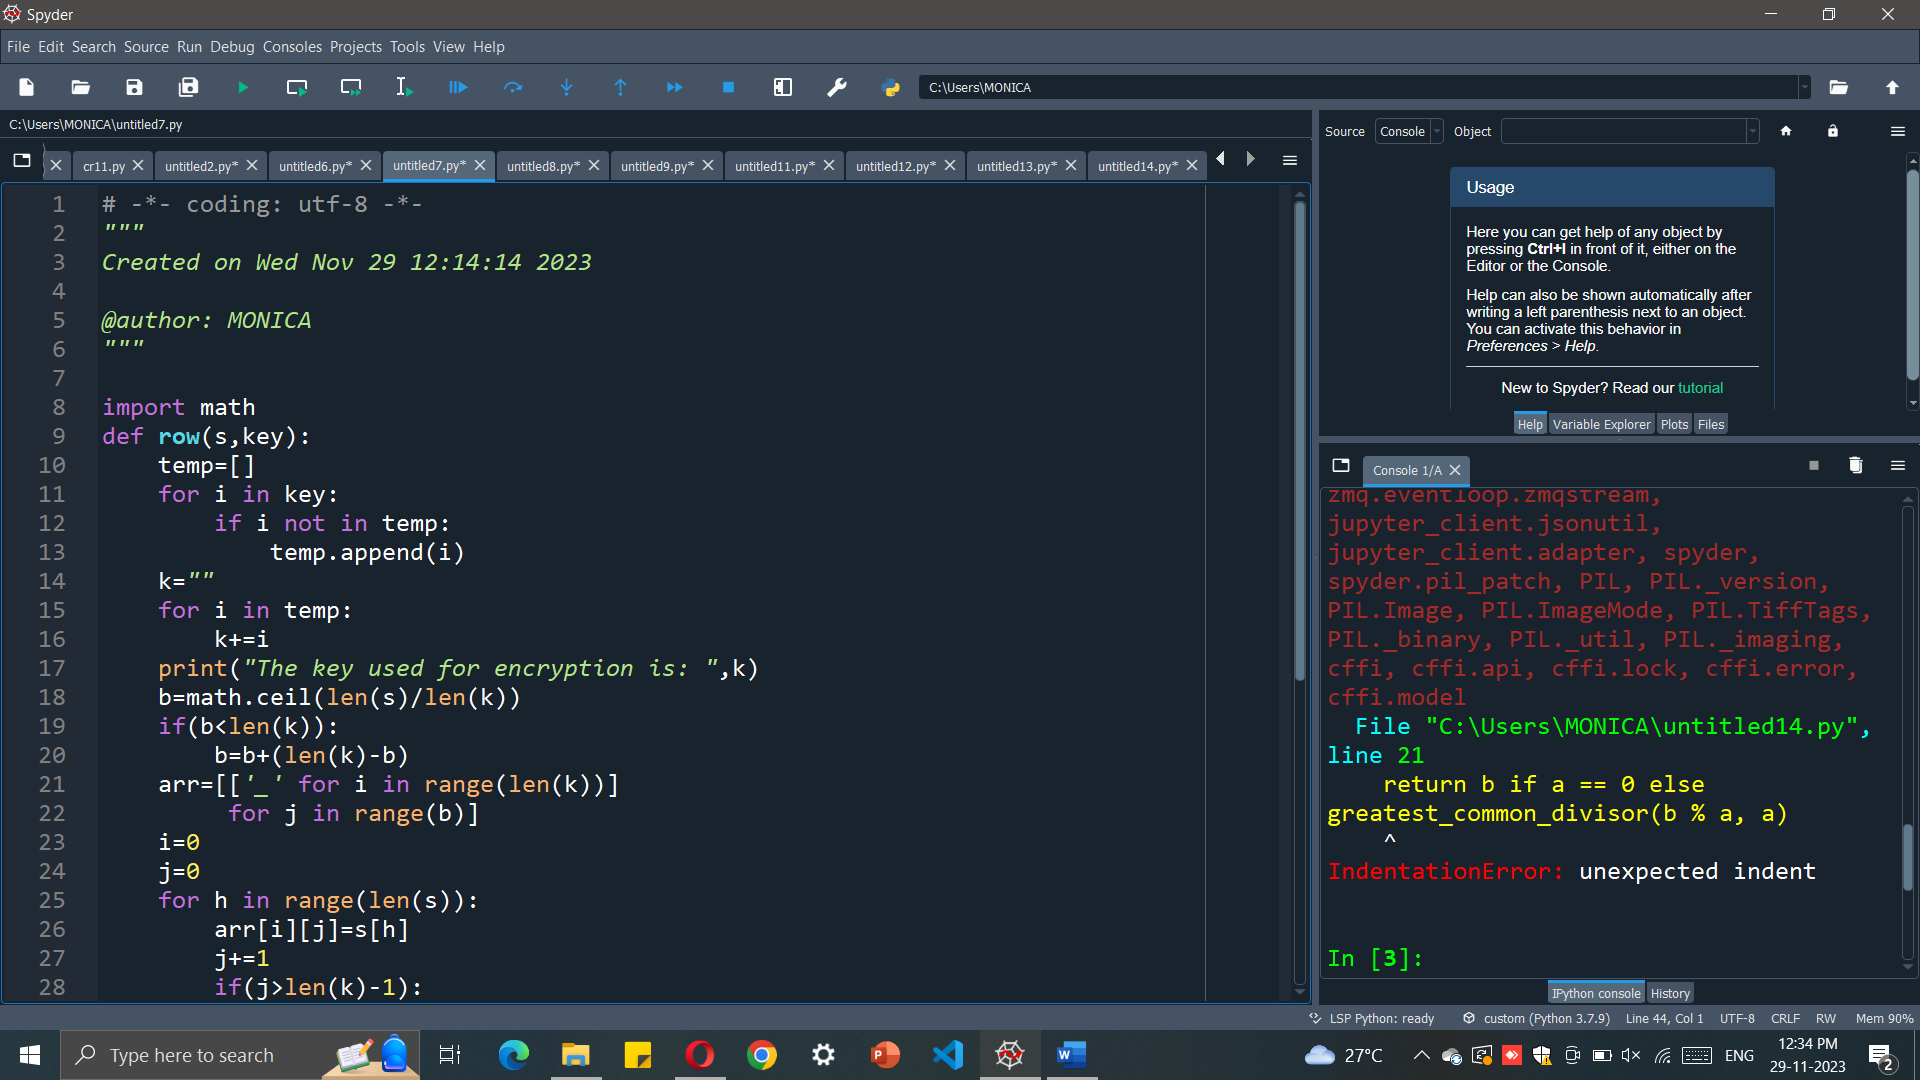 Spyder
File Edit Search Source Run Debug Consoles Projects Tools View Help
C:\Users\MONICA
C:\Users\MONICA\untitled7.py
cr11.py untitled2.py* untitled6.py* untitled7.py* untitled8.py* untitled9.py* untitled11.py* untitled12.py* untitled13.py* untitled14.py*
1 # -*- coding: utf-8 -*-
2 """
3 Created on Wed Nov 29 12:14:14 2023
4
5 @author: MONICA
6 """
7
8 import math
9 def row(s,key):
10     temp=[]
11     for i in key:
12         if i not in temp:
13             temp.append(i)
14     k=""
15     for i in temp:
16         k+=i
17     print("The key used for encryption is: ",k)
18     b=math.ceil(len(s)/len(k))
19     if(b<len(k)):
20         b=b+(len(k)-b)
21     arr=[['_' for i in range(len(k))]
22          for j in range(b)]
23     i=0
24     j=0
25     for h in range(len(s)):
26         arr[i][j]=s[h]
27         j+=1
28         if(j>len(k)-1):
Source Console Object
Usage
Here you can get help of any object by
pressing Ctrl+I in front of it, either on the
Editor or the Console.
Help can also be shown automatically after
writing a left parenthesis next to an object.
You can activate this behavior in
Preferences > Help.
New to Spyder? Read our tutorial
Help Variable Explorer Plots Files
Console 1/A
zmq.eventloop.zmqstream,
jupyter_client.jsonutil,
jupyter_client.adapter, spyder,
spyder.pil_patch, PIL, PIL._version,
PIL.Image, PIL.ImageMode, PIL.TiffTags,
PIL._binary, PIL._util, PIL._imaging,
cffi, cffi.api, cffi.lock, cffi.error,
cffi.model
File "C:\Users\MONICA\untitled14.py",
line 21
return b if a == 0 else
greatest_common_divisor(b % a, a)
^
IndentationError: unexpected indent
In [3]:
IPython console History
LSP Python: ready custom (Python 3.7.9) Line 44, Col 1 UTF-8 CRLF RW Mem 90%
Type here to search
27°C ENG
12:34 PM
29-11-2023
2